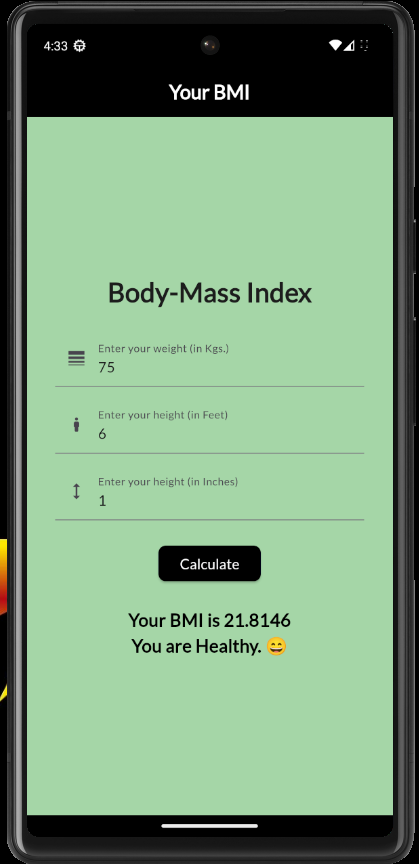 4:33
Your BMI
Body-Mass Index
Enter your weight (in Kgs.)
75
Enter your height (in Feet)
6
Enter your height (in Inches)
1
Calculate
Your BMI is 21.8146
You are Healthy. 😄